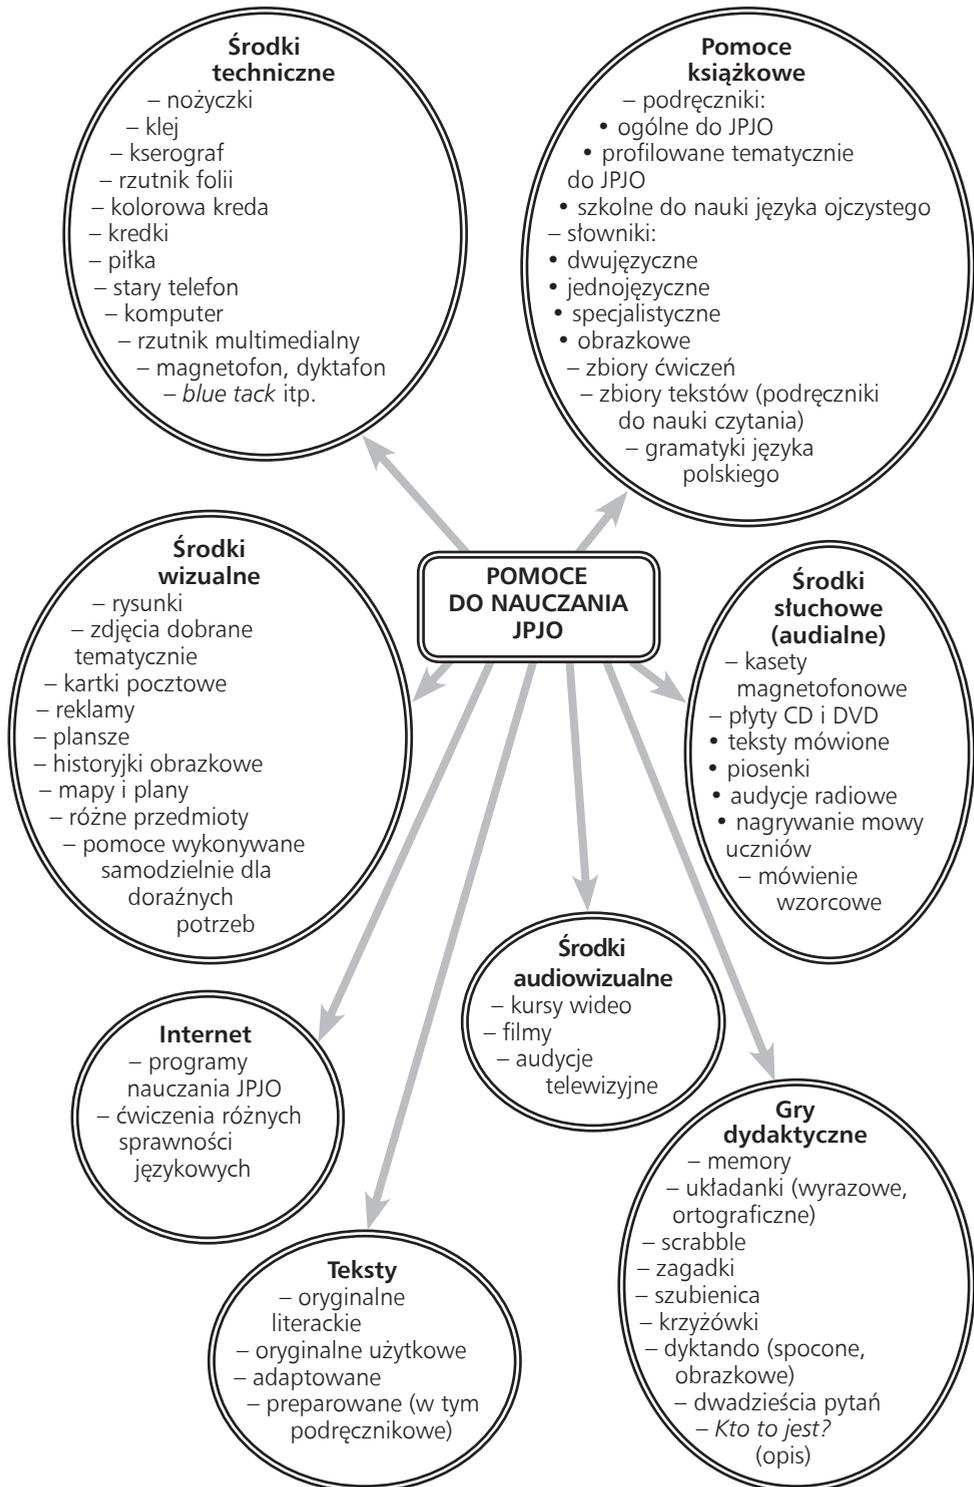 Środki
techniczne
– nożyczki
– klej
– kserograf
– rzutnik folii
– kolorowa kreda
– kredki
– piłka
– stary telefon
– komputer
– rzutnik multimedialny
– magnetofon, dyktafon
– blue tack itp.
Pomoce
książkowe
– podręczniki:
• ogólne do JPJO
• profilowane tematycznie
do JPJO
• szkolne do nauki języka ojczystego
– słowniki:
• dwujęzyczne
• jednojęzyczne
• specjalistyczne
• obrazkowe
– zbiory ćwiczeń
– zbiory tekstów (podręczniki
do nauki czytania)
– gramatyki języka
polskiego
POMOCE
DO NAUCZANIA
JPJO
Środki
wizualne
– rysunki
– zdjęcia dobrane
tematycznie
– kartki pocztowe
– reklamy
– plansze
– historyjki obrazkowe
– mapy i plany
– różne przedmioty
– pomoce wykonywane
samodzielnie dla
doraźnych
potrzeb
Środki
słuchowe
(audialne)
– kasety
magnetofonowe
– płyty CD i DVD
• teksty mówione
• piosenki
• audycje radiowe
• nagrywanie mowy
uczniów
– mówienie
wzorcowe
Środki
audiowizualne
– kursy wideo
– filmy
– audycje
telewizyjne
Internet
– programy
nauczania JPJO
– ćwiczenia różnych
sprawności
językowych
Gry
dydaktyczne
– memory
– układanki (wyrazowe,
ortograficzne)
– scrabble
– zagadki
– szubienica
– krzyżówki
– dyktando (spocone,
obrazkowe)
– dwadzieścia pytań
– Kto to jest?
(opis)
Teksty
– oryginalne
literackie
– oryginalne użytkowe
– adaptowane
– preparowane (w tym
podręcznikowe)